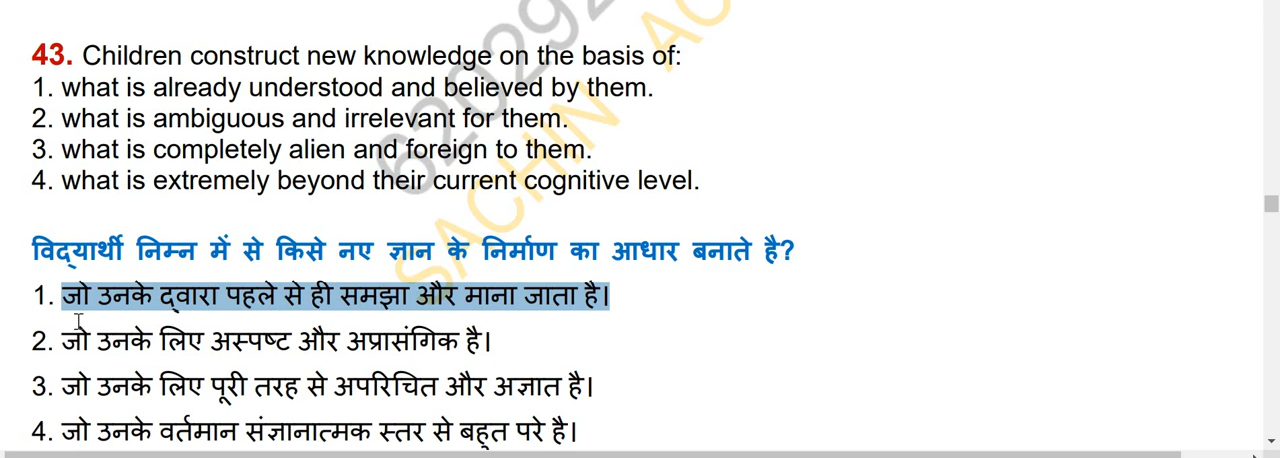 43. Children construct new knowledge on the basis of:
1. what is already understood and believed by them.
2. what is ambiguous and irrelevant for them.
3. what is completely alien and foreign to them.
4. what is extremely beyond their current cognitive level.
विद्यार्थी निम्न में से किसे नए ज्ञान के निर्माण का आधार बनाते है?
1. जो उनके द्वारा पहले से ही समझा और माना जाता है।
2. जो उनके लिए अस्पष्ट और अप्रासंगिक है।
3. जो उनके लिए पूरी तरह से अपरिचित और अज्ञात है।
4. जो उनके वर्तमान संज्ञानात्मक स्तर से बहुत परे है।
62029
SACHIN AC